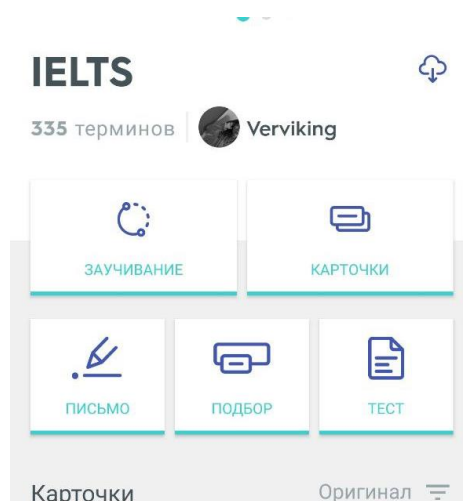 IELTS
335 терминов Verviking
ЗАУЧИВАНИЕ КАРТОЧКИ
ПИСЬМО ПОДБОР ТЕСТ
Карточки Оригинал